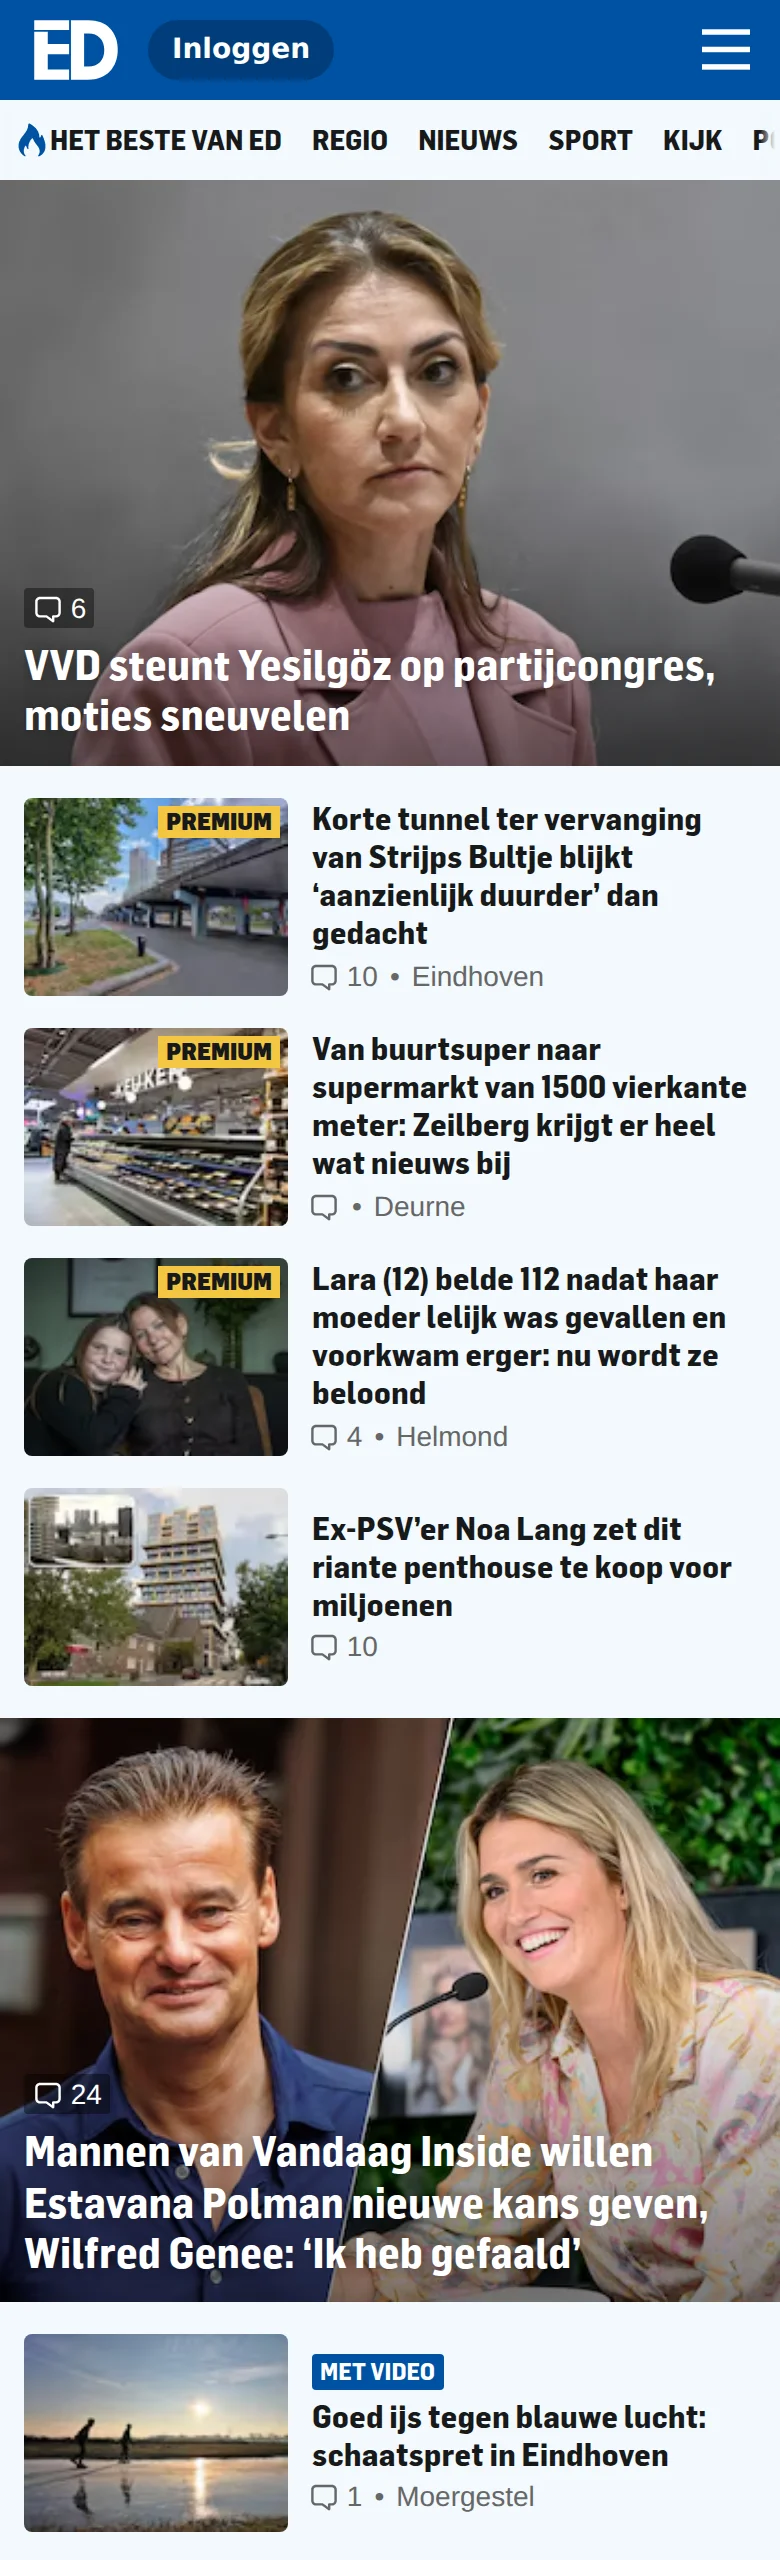 ED
Inloggen
HET BESTE VAN ED REGIO NIEUWS SPORT KIJK
6
VVD steunt Yesilgöz op partijcongres,
moties sneuvelen
PREMIUM
Korte tunnel ter vervanging
van Strijps Bultje blijkt
‘aanzienlijk duurder’ dan
gedacht
10 • Eindhoven
PREMIUM
KEUKEN
Van buurtsuper naar
supermarkt van 1500 vierkante
meter: Zeilberg krijgt er heel
wat nieuws bij
• Deurne
PREMIUM
Lara (12) belde 112 nadat haar
moeder lelijk was gevallen en
voorkwam erger: nu wordt ze
beloond
4 • Helmond
Ex-PSV’er Noa Lang zet dit
riante penthouse te koop voor
miljoenen
10
24
Mannen van Vandaag Inside willen
Estavana Polman nieuwe kans geven,
Wilfred Genee: ‘Ik heb gefaald’
MET VIDEO
Goed ijs tegen blauwe lucht:
schaatspret in Eindhoven
1 • Moergestel